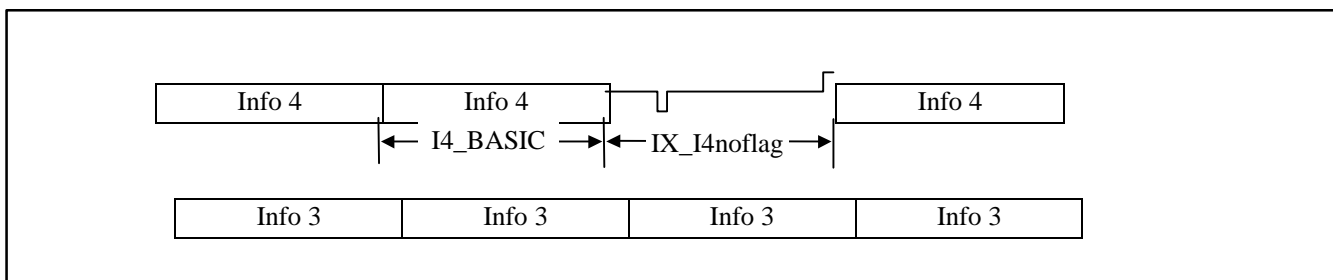 Info 4 Info 4 Info 4
I4_BASIC IX_I4noflag
Info 3 Info 3 Info 3 Info 3